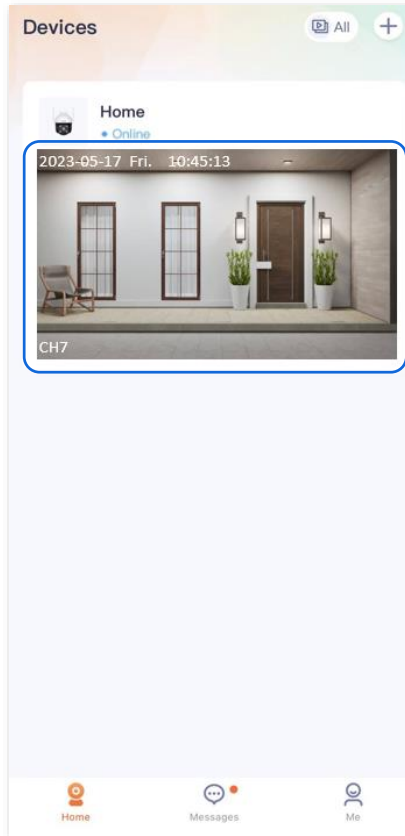 Devices
All
Home
Online
2023-05-17 Fri. 10:45:13
CH7
Home
Messages
Me